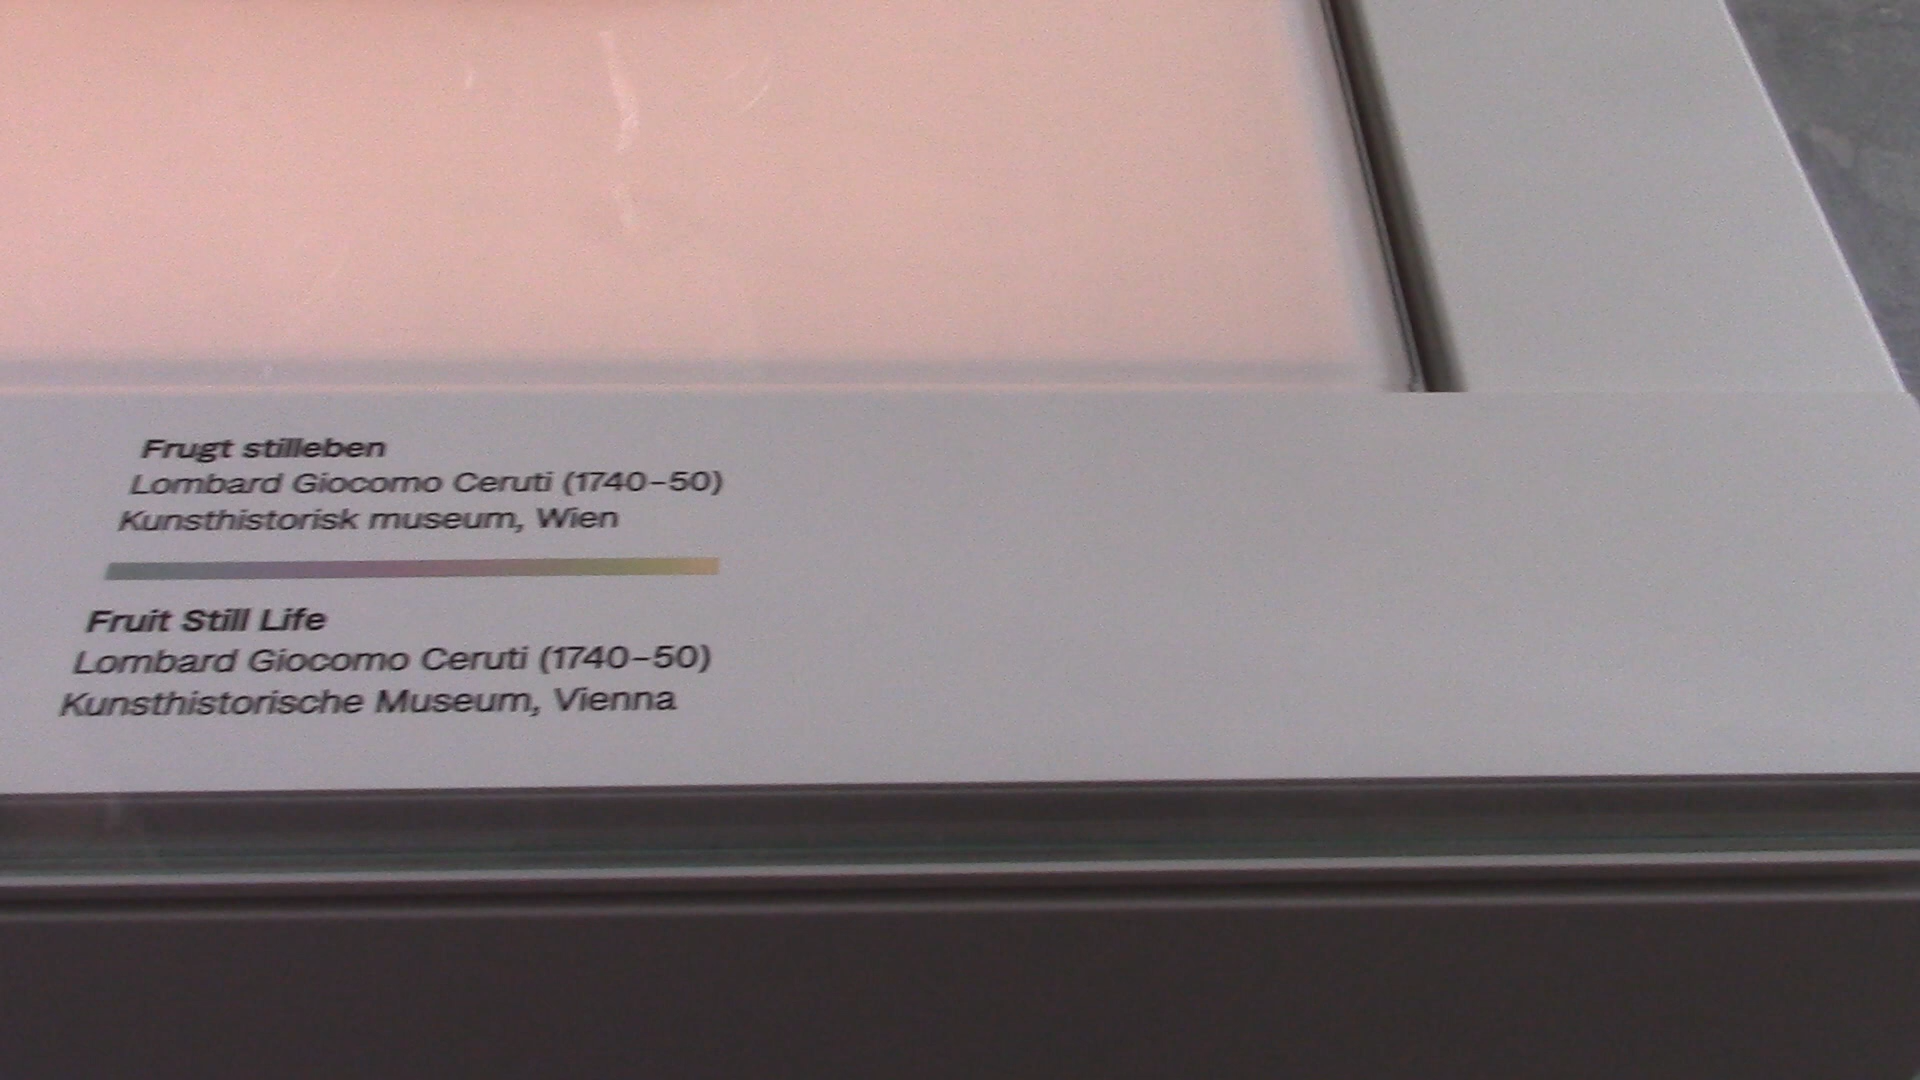 Frugt stilleben
Lombard Giocomo Ceruti (1740–50)
Kunsthistorisk museum, Wien
Fruit Still Life
Lombard Giocomo Ceruti (1740–50)
Kunsthistorische Museum, Vienna